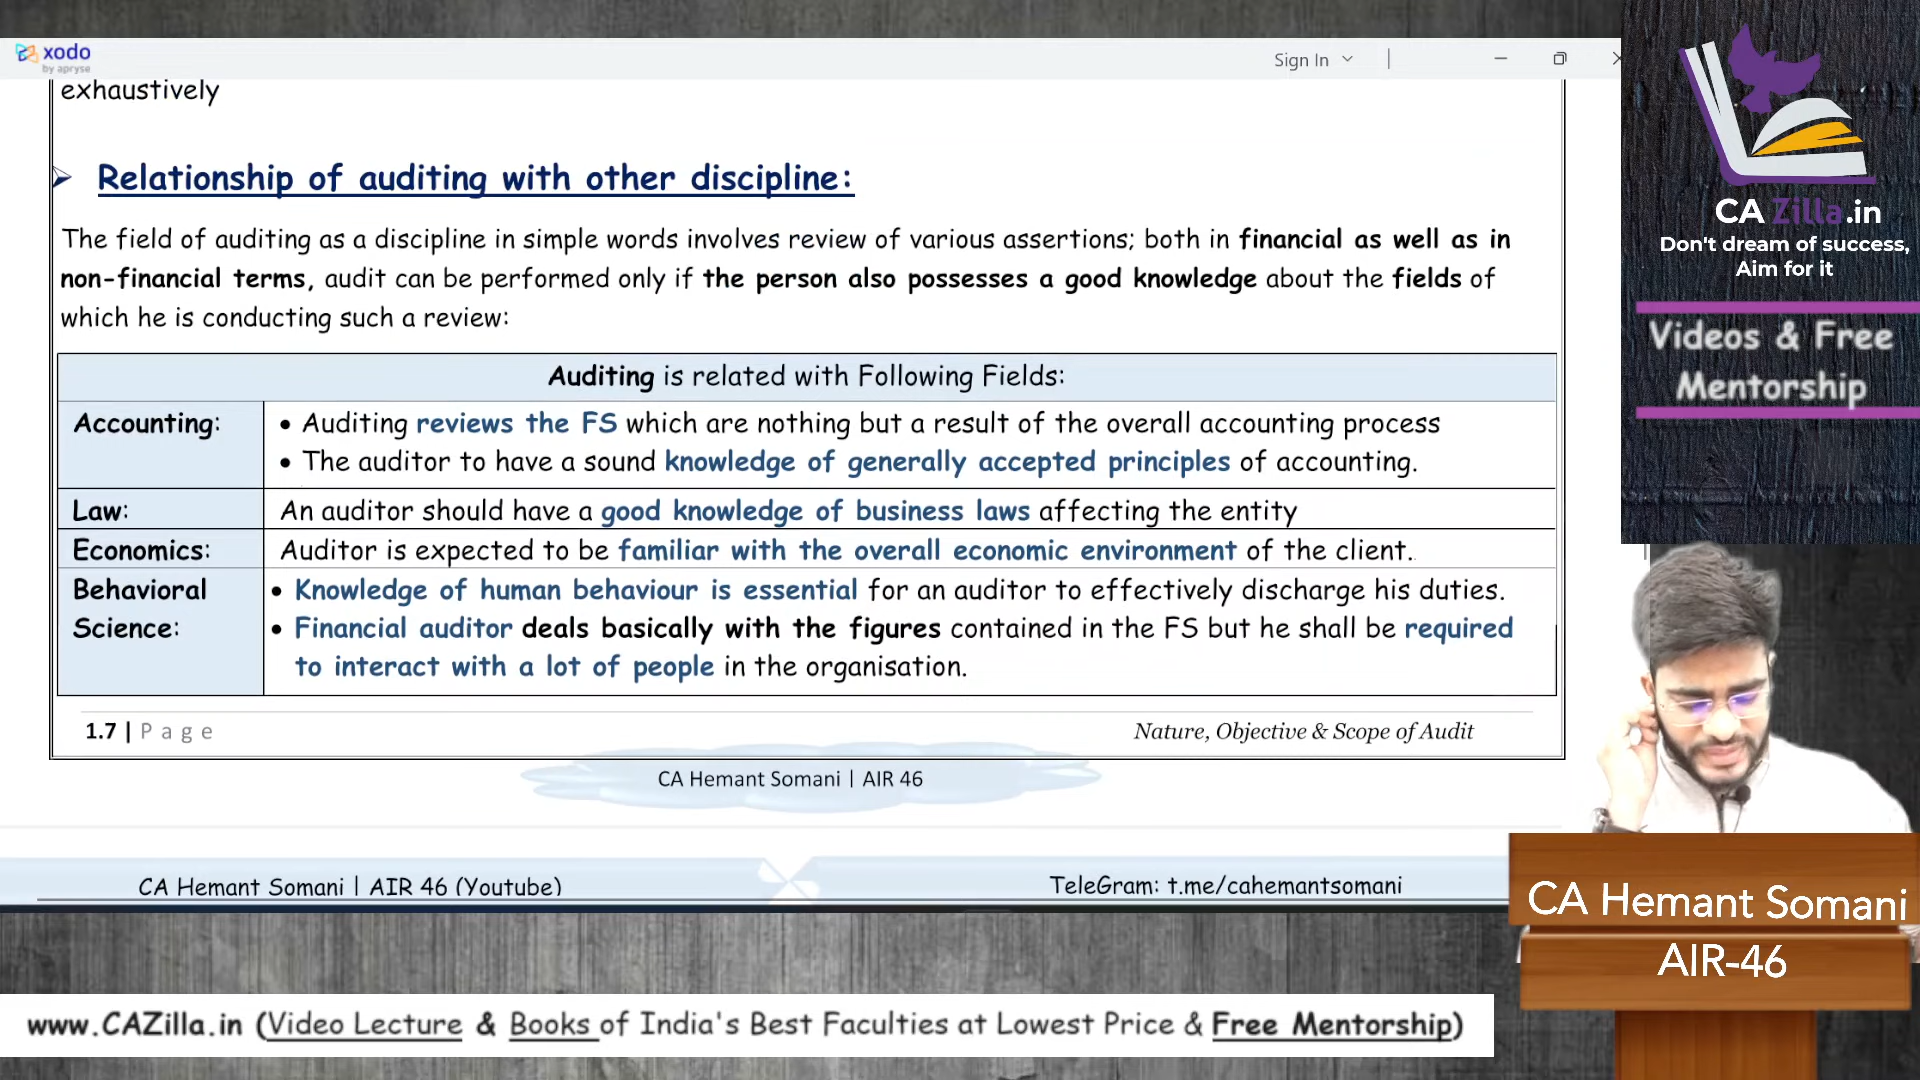 xodo
by apryse
Sign In
exhaustively
Relationship of auditing with other discipline:
The field of auditing as a discipline in simple words involves review of various assertions; both in financial as well as in
non-financial terms, audit can be performed only if the person also possesses a good knowledge about the fields of
which he is conducting such a review:
Auditing is related with Following Fields:
Accounting:
• Auditing reviews the FS which are nothing but a result of the overall accounting process
• The auditor to have a sound knowledge of generally accepted principles of accounting.
Law:
An auditor should have a good knowledge of business laws affecting the entity
Economics:
Auditor is expected to be familiar with the overall economic environment of the client.
Behavioral
Science:
• Knowledge of human behaviour is essential for an auditor to effectively discharge his duties.
• Financial auditor deals basically with the figures contained in the FS but he shall be required
to interact with a lot of people in the organisation.
1.7 | Page
Nature, Objective & Scope of Audit
CA Hemant Somani | AIR 46
CA Hemant Somani | AIR 46 (Youtube)
TeleGram: t.me/cahemantsomani
CA Zilla.in
Don't dream of success,
Aim for it
Videos & Free
Mentorship
CA Hemant Somani
AIR-46
www.CAZilla.in (Video Lecture & Books of India's Best Faculties at Lowest Price & Free Mentorship)